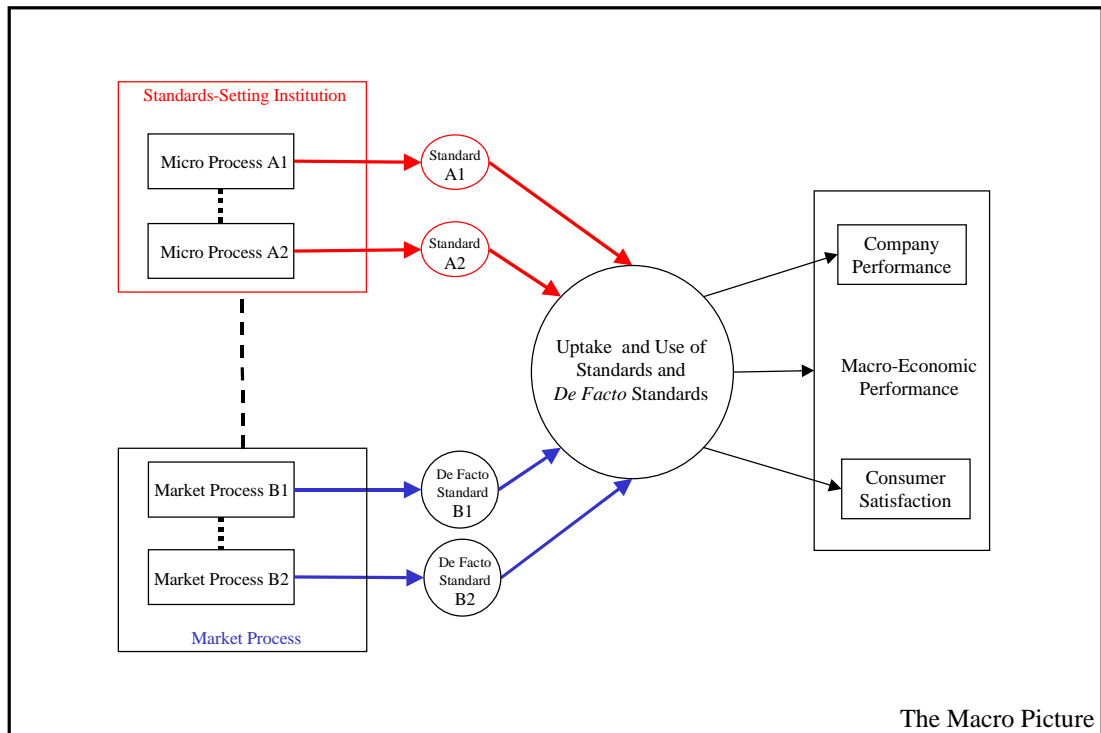 Standards-Setting Institution
Micro Process A1
Micro Process A2
Standard
A1
Standard
A2
Uptake and Use of
Standards and
De Facto Standards
Company
Performance
Macro-Economic
Performance
Consumer
Satisfaction
Market Process B1
Market Process B2
Market Process
De Facto
Standard
B1
De Facto
Standard
B2
The Macro Picture